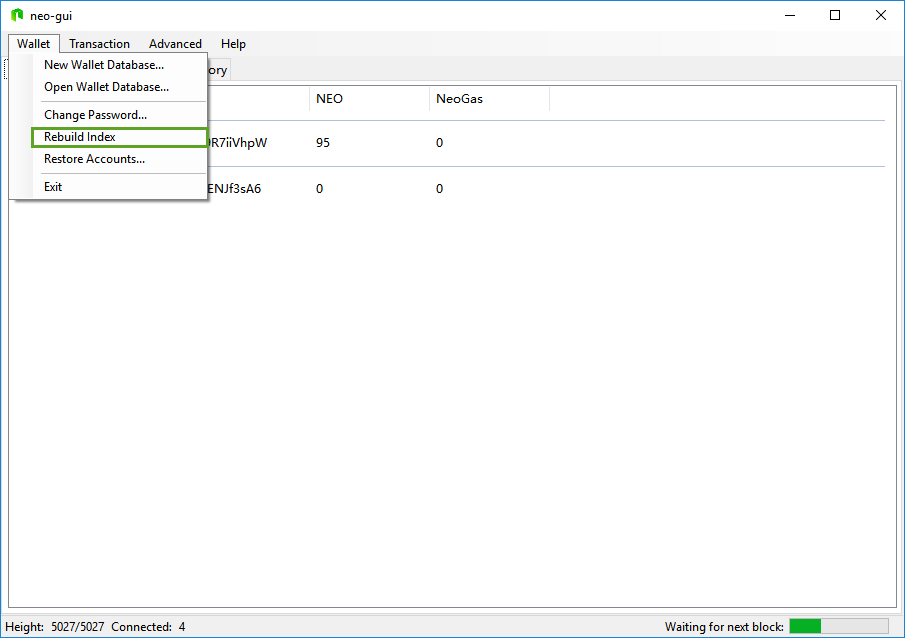 neo-gui
Wallet Transaction Advanced Help
New Wallet Database...
Open Wallet Database...
Change Password...
Rebuild Index
Restore Accounts...
Exit
ory
NEO NeoGas
R7iiVhpW 95 0
ENJf3sA6 0 0
Height: 5027/5027 Connected: 4 Waiting for next block: